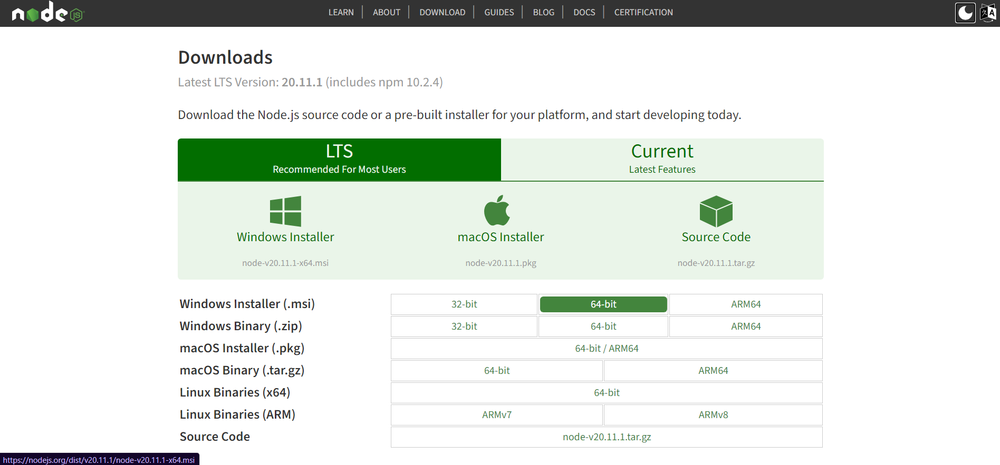 node JS
LEARN ABOUT DOWNLOAD GUIDES BLOG DOCS CERTIFICATION
Downloads
Latest LTS Version: 20.11.1 (includes npm 10.2.4)
Download the Node.js source code or a pre-built installer for your platform, and start developing today.
LTS
Recommended For Most Users
Current
Latest Features
Windows Installer
node-v20.11.1-x64.msi
macOS Installer
node-v20.11.1.pkg
Source Code
node-v20.11.1.tar.gz
Windows Installer (.msi) 32-bit 64-bit ARM64
Windows Binary (.zip) 32-bit 64-bit ARM64
macOS Installer (.pkg) 64-bit / ARM64
macOS Binary (.tar.gz) 64-bit ARM64
Linux Binaries (x64) 64-bit
Linux Binaries (ARM) ARMv7 ARMv8
Source Code node-v20.11.1.tar.gz
https://nodejs.org/dist/v20.11.1/node-v20.11.1-x64.msi